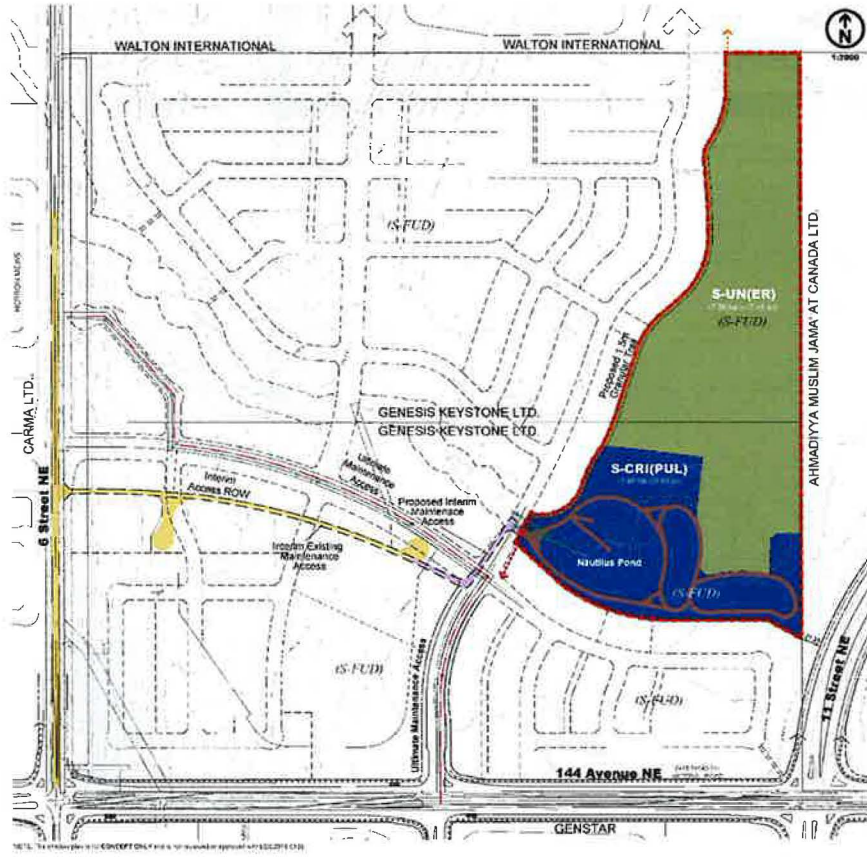 WALTON INTERNATIONAL
WALTON INTERNATIONAL
N
(S-FUD)
S-UN(ER)
(S-FUD)
Proposed 1.5m
Granular Trail
AHMADIYYA MUSLIM JAMA' AT CANADA LTD.
CARMA LTD.
6 Street NE
GENESIS KEYSTONE LTD.
GENESIS KEYSTONE LTD.
S-CRI(PUL)
Ultimate
Maintenance
Access
Interim
Access ROW
Proposed Interim
Maintenace
Access
Interim Existing
Maintenance
Access
Nautilus Pond
(S-FUD)
(S-FUD)
(S-FUD)
Ultimate Maintenance Access
11 Street NE
144 Avenue NE
GENSTAR